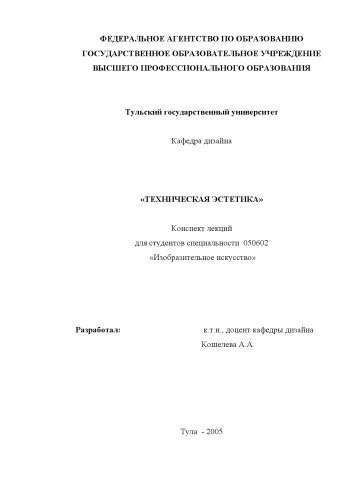 ФЕДЕРАЛЬНОЕ АГЕНТСТВО ПО ОБРАЗОВАНИЮ
ГОСУДАРСТВЕННОЕ ОБРАЗОВАТЕЛЬНОЕ УЧРЕЖДЕНИЕ
ВЫСШЕГО ПРОФЕССИОНАЛЬНОГО ОБРАЗОВАНИЯ
Тульский государственный университет
Кафедра дизайна
«ТЕХНИЧЕСКАЯ ЭСТЕТИКА»
Конспект лекций
для студентов специальности 050602
«Изобразительное искусство»
Разработал: к.т.н., доцент кафедры дизайна
Кошелева А.А.
Тула - 2005